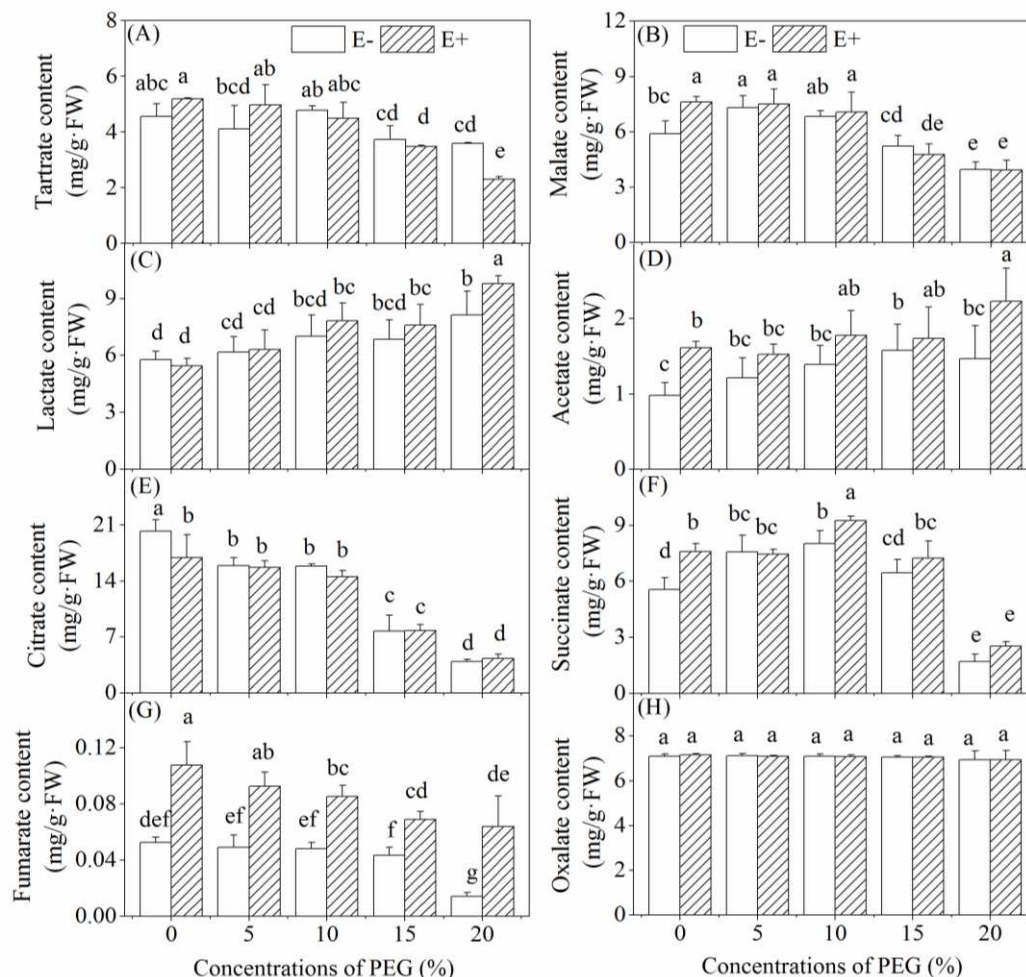 (A) E- E+
Tartrate content
(mg/g·FW)
8
6
4
2
0
abc a bcd ab ab abc cd d cd e
(B) E- E+
Malate content
(mg/g·FW)
12
9
6
3
0
bc a a a ab a cd de e e
(C)
Lactate content
(mg/g·FW)
9
6
3
0
d d cd cd bcd bc bcd bc b a
(D)
Acetate content
(mg/g·FW)
2
1
0
c b bc bc bc ab b ab bc a
(E)
Citrate content
(mg/g·FW)
21
14
7
0
a b b b b b c c d d
(F)
Succinate content
(mg/g·FW)
9
6
3
0
d b bc bc b a cd bc e e
(G)
Fumarate content
(mg/g·FW)
0.12
0.08
0.04
0.00
def a ef ab ef bc f cd g de
0 5 10 15 20
Concentrations of PEG (%)
(H)
Oxalate content
(mg/g·FW)
8
6
4
2
0
a a a a a a a a a a
0 5 10 15 20
Concentrations of PEG (%)